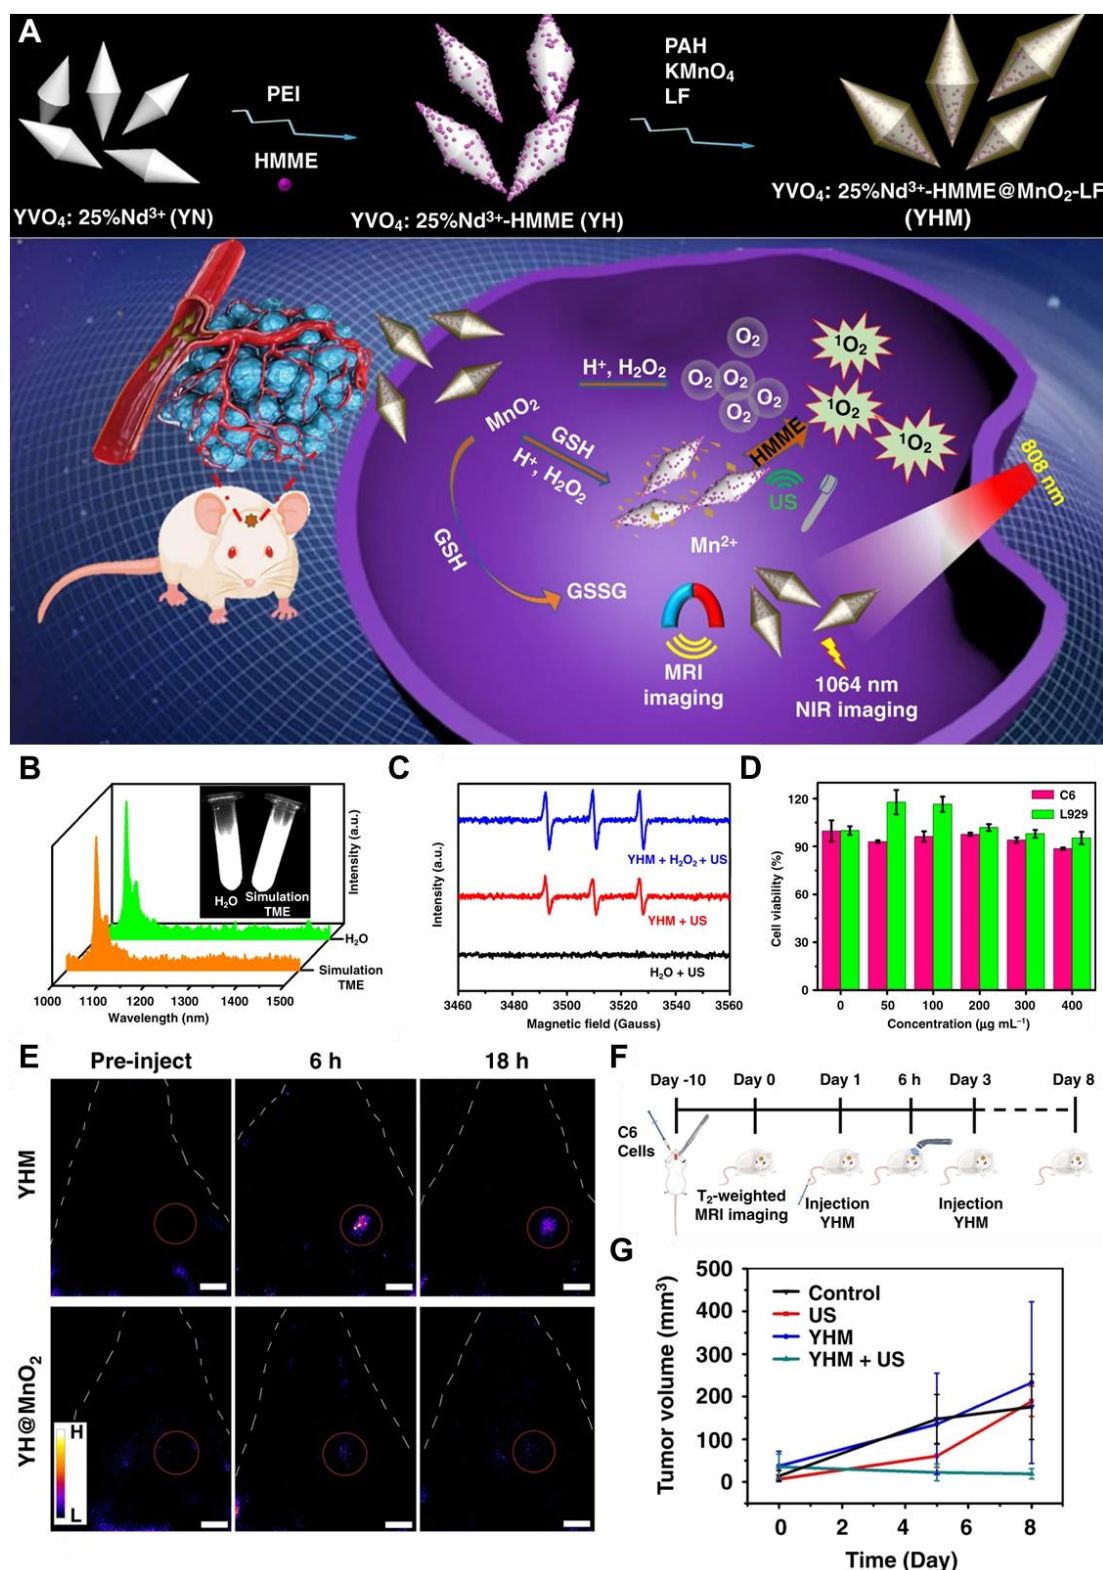 A
PEI
HMME
PAH
KMnO₄
LF
YVO₄: 25%Nd³⁺ (YN)
YVO₄: 25%Nd³⁺-HMME (YH)
YVO₄: 25%Nd³⁺-HMME@MnO₂-LF
(YHM)
H⁺, H₂O₂
O₂
O₂
O₂
O₂
O₂
¹O₂
¹O₂
¹O₂
MnO₂
GSH
H⁺, H₂O₂
HMME
US
808 nm
Mn²⁺
GSH
GSSG
MRI
imaging
1064 nm
NIR imaging
B
Intensity (a.u.)
H₂O
Simulation
TME
H₂O
Simulation
TME
1000 1100 1200 1300 1400 1500
Wavelength (nm)
C
Intensity (a.u.)
YHM + H₂O₂ + US
YHM + US
H₂O + US
3460 3485 3510 3535 3560
Magnetic field (Gauss)
D
C6
L929
Cell viability (%)
120
90
60
30
0
0 50 100 200 300 400
Concentration (µg mL⁻¹)
E
Pre-inject 6 h 18 h
YHM
YH@MnO₂
H
L
F
Day -10 Day 0 Day 1 6 h Day 3 Day 8
C6
Cells
T₂-weighted
MRI imaging
Injection
YHM
Injection
YHM
G
Tumor volume (mm³)
500
400
300
200
100
0
Control
US
YHM
YHM + US
0 2 4 6 8
Time (Day)